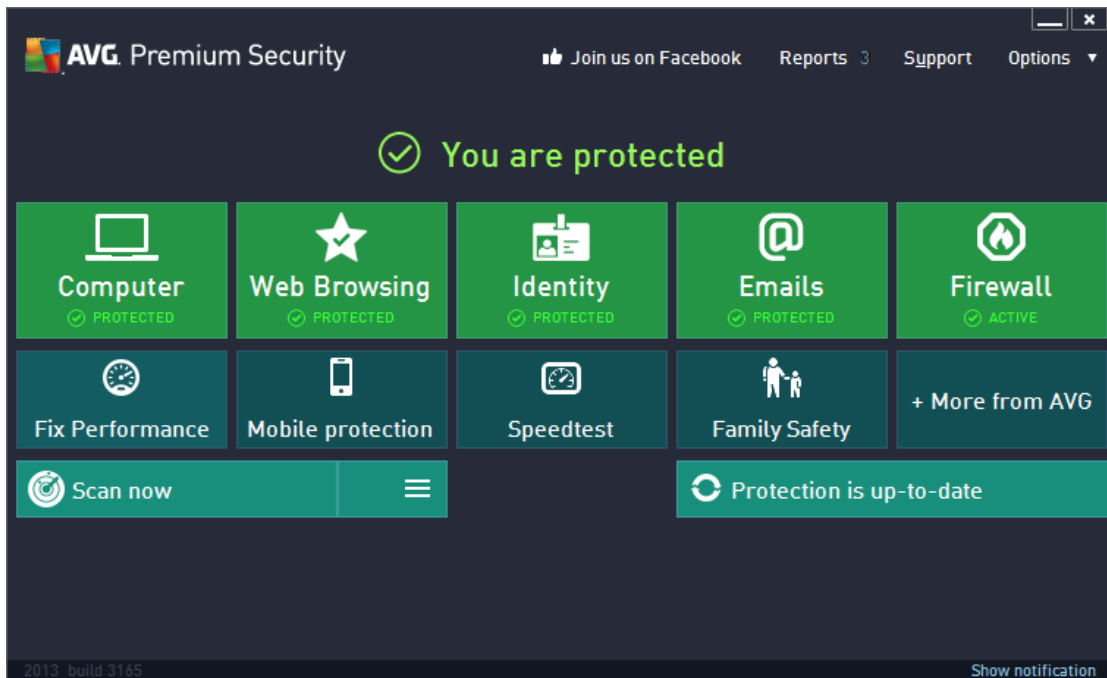 AVG. Premium Security
Join us on Facebook Reports 3 Support Options
You are protected
Computer
PROTECTED
Web Browsing
PROTECTED
Identity
PROTECTED
Emails
PROTECTED
Firewall
ACTIVE
Fix Performance
Mobile protection
Speedtest
Family Safety
+ More from AVG
Scan now
Protection is up-to-date
2013 build 3165
Show notification